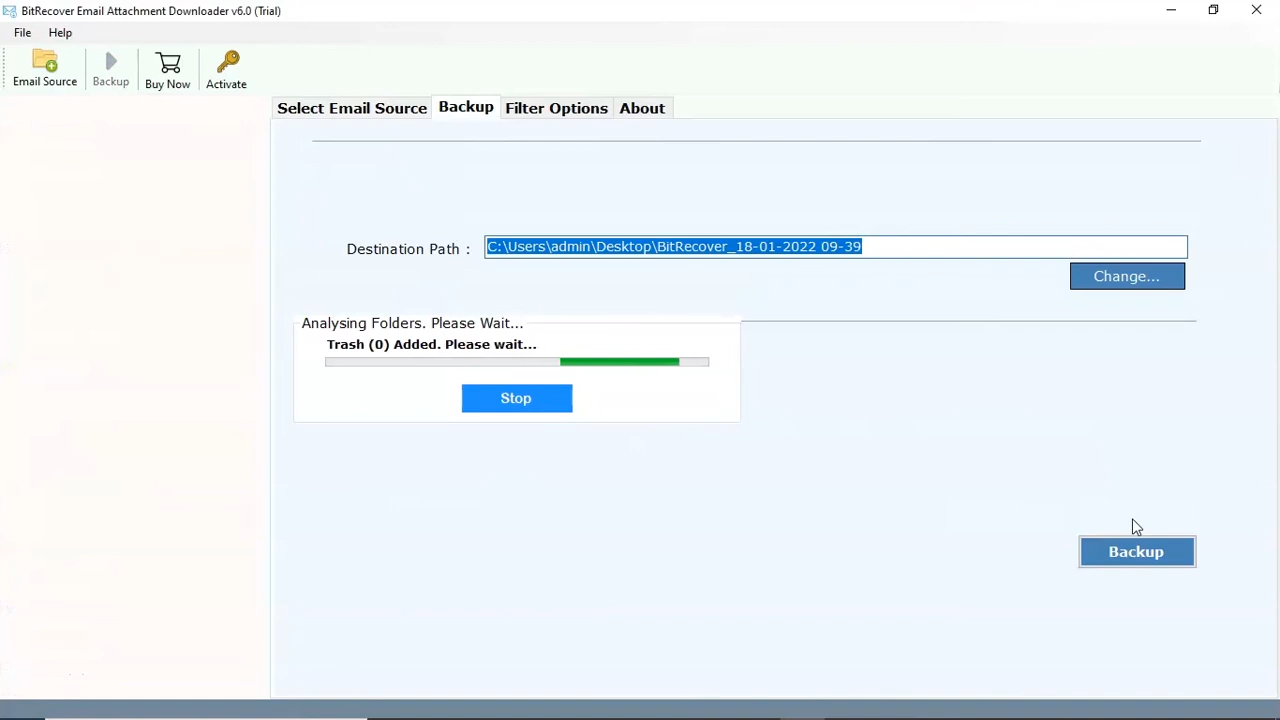 BitRecover Email Attachment Downloader v6.0 (Trial)
File Help
Email Source Backup Buy Now Activate
Select Email Source Backup Filter Options About
Destination Path : C:\Users\admin\Desktop\BitRecover_18-01-2022 09-39
Change...
Analysing Folders. Please Wait...
Trash (0) Added. Please wait...
Stop
Backup